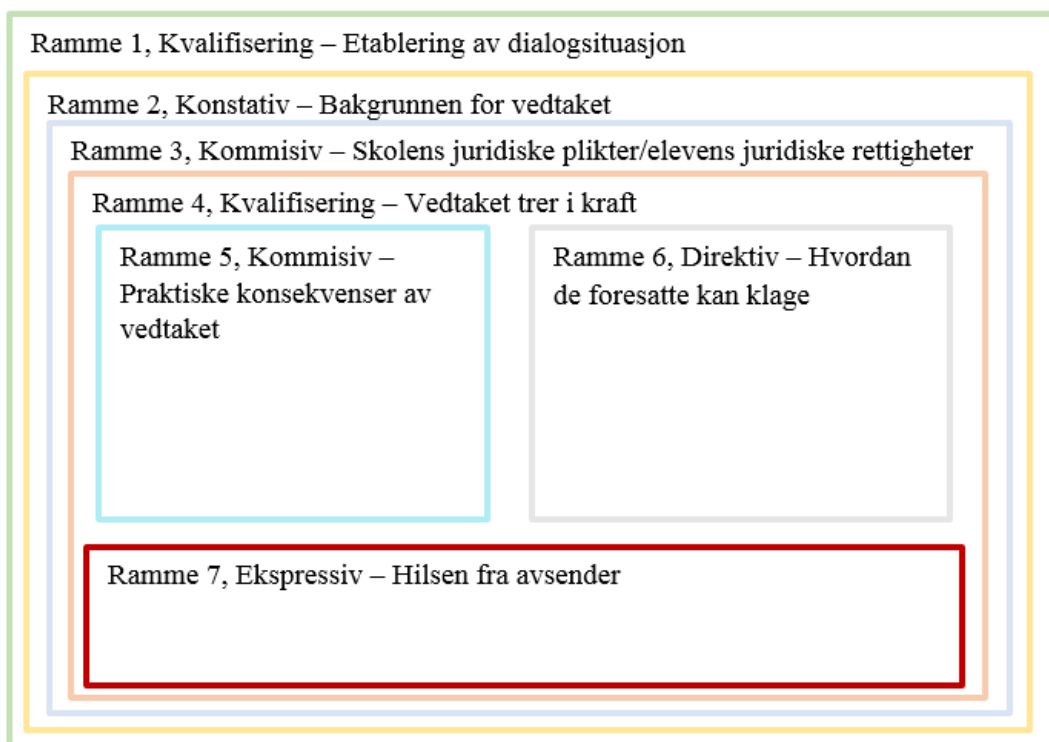 Ramme 1, Kvalifisering – Etablering av dialogsituasjon
Ramme 2, Konstativ – Bakgrunnen for vedtaket
Ramme 3, Kommisiv – Skolens juridiske plikter/elevens juridiske rettigheter
Ramme 4, Kvalifisering – Vedtaket trer i kraft
Ramme 5, Kommisiv –
Praktiske konsekvenser av
vedtaket
Ramme 6, Direktiv – Hvordan
de foresatte kan klage
Ramme 7, Ekspressiv – Hilsen fra avsender